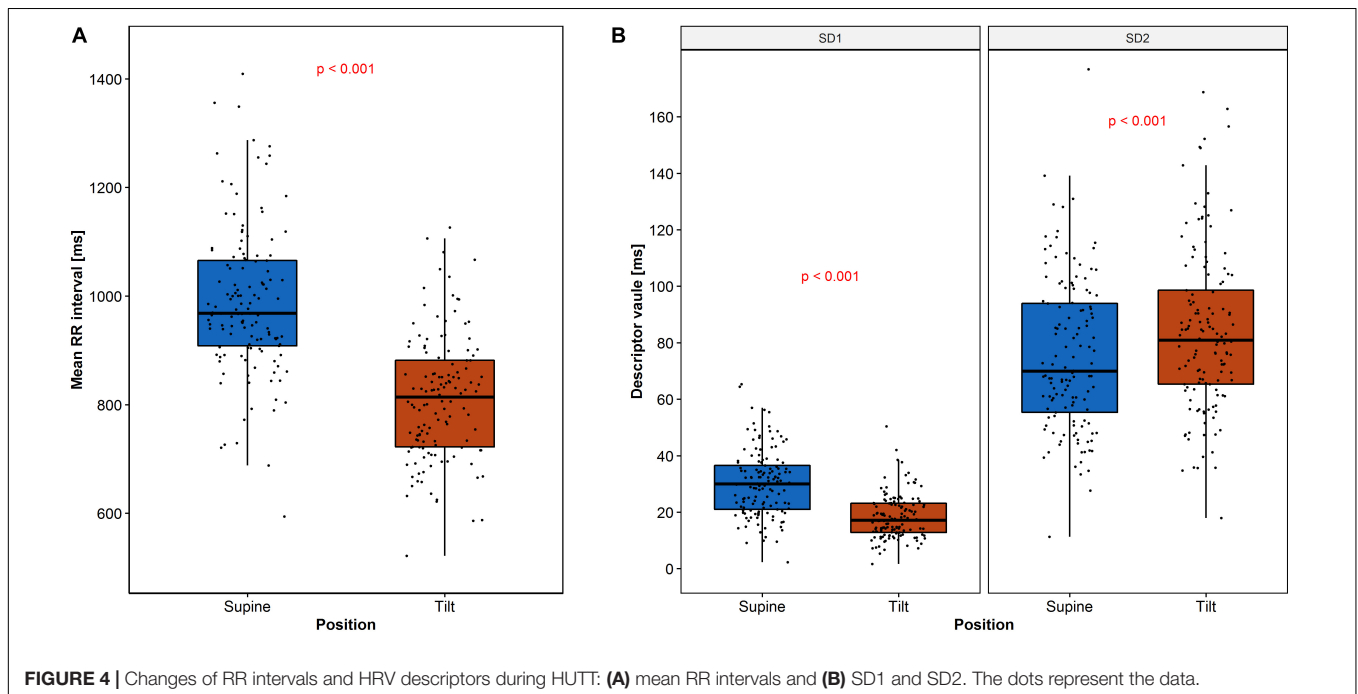 A
p < 0.001
1400
1200
1000
800
600
Mean RR interval [ms]
Supine
Tilt
Position
B
SD1
SD2
p < 0.001
p < 0.001
160
140
120
100
80
60
40
20
0
Descriptor vaule [ms]
Supine
Tilt
Supine
Tilt
Position
FIGURE 4 | Changes of RR intervals and HRV descriptors during HUTT: (A) mean RR intervals and (B) SD1 and SD2. The dots represent the data.